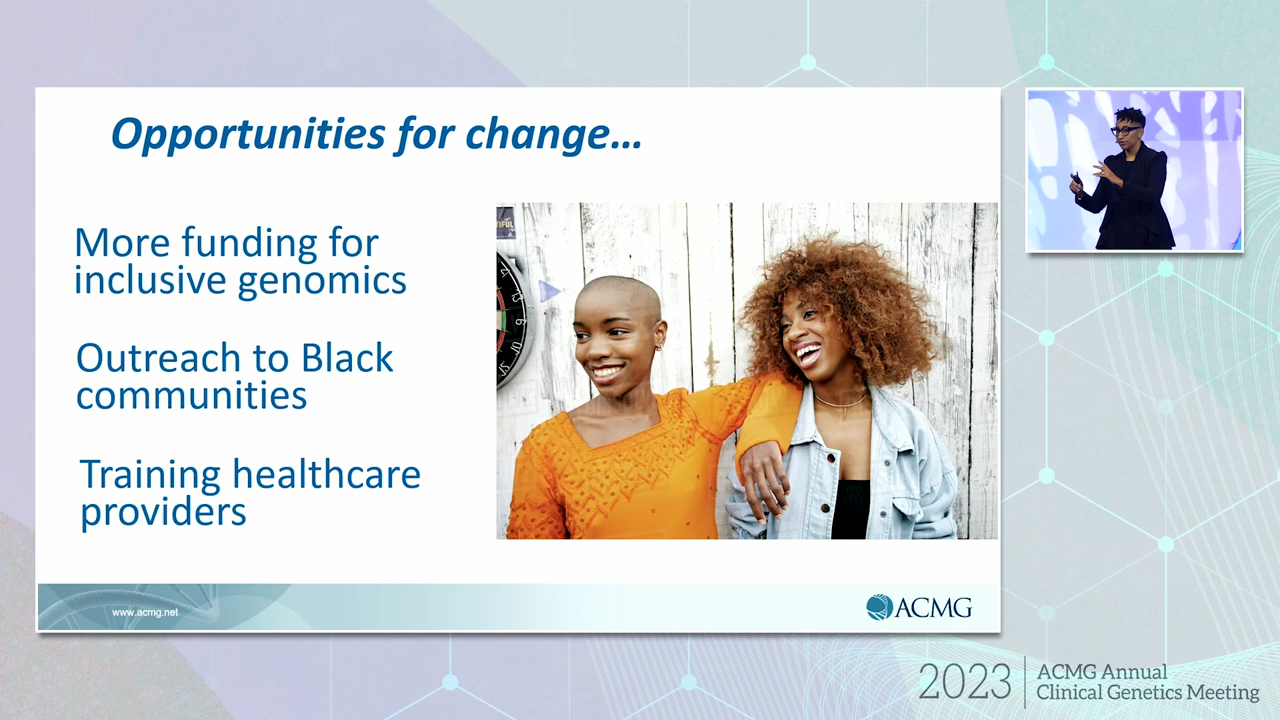 Opportunities for change...
More funding for
inclusive genomics
Outreach to Black
communities
Training healthcare
providers
www.acmg.net
ACMG
2023
ACMG Annual
Clinical Genetics Meeting